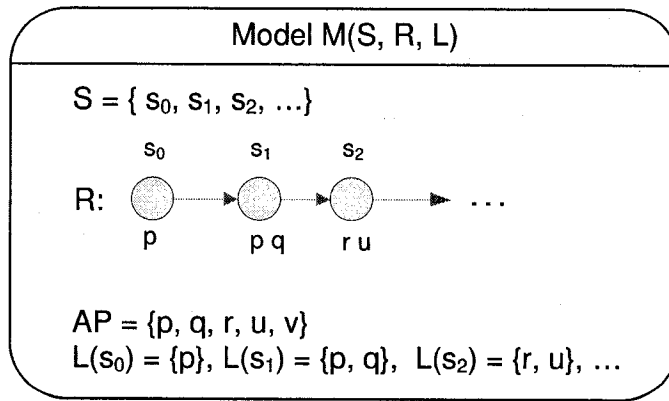 Model M(S, R, L)
S = { s₀, s₁, s₂, ...}
s₀ s₁ s₂
R: ...
p p q r u
AP = {p, q, r, u, v}
L(s₀) = {p}, L(s₁) = {p, q}, L(s₂) = {r, u}, ...